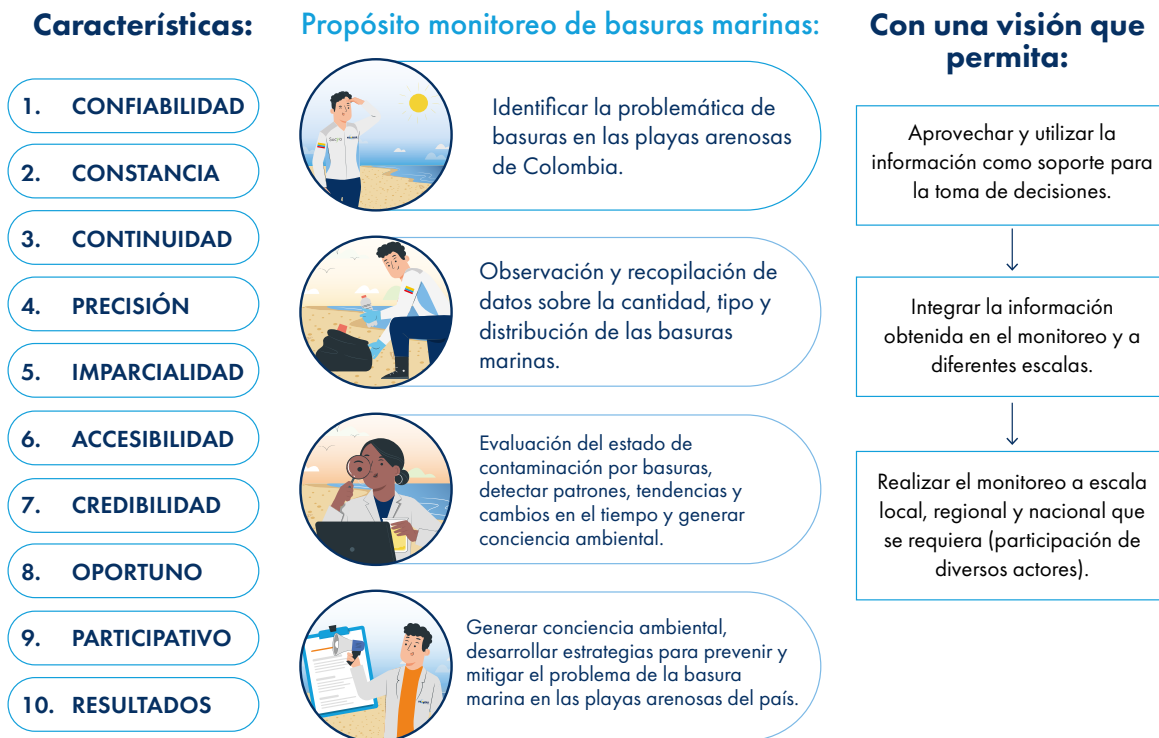 Características:
1. CONFIABILIDAD
2. CONSTANCIA
3. CONTINUIDAD
4. PRECISIÓN
5. IMPARCIALIDAD
6. ACCESIBILIDAD
7. CREDIBILIDAD
8. OPORTUNO
9. PARTICIPATIVO
10. RESULTADOS
Propósito monitoreo de basuras marinas:
Identificar la problemática de
basuras en las playas arenosas
de Colombia.
Observación y recopilación de
datos sobre la cantidad, tipo y
distribución de las basuras
marinas.
Evaluación del estado de
contaminación por basuras,
detectar patrones, tendencias y
cambios en el tiempo y generar
conciencia ambiental.
Generar conciencia ambiental,
desarrollar estrategias para prevenir y
mitigar el problema de la basura
marina en las playas arenosas del país.
Con una visión que
permita:
Aprovechar y utilizar la
información como soporte para
la toma de decisiones.
Integrar la información
obtenida en el monitoreo y a
diferentes escalas.
Realizar el monitoreo a escala
local, regional y nacional que
se requiera (participación de
diversos actores).